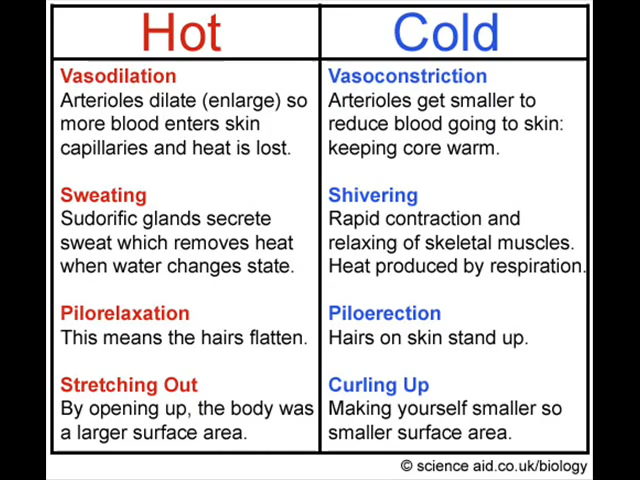 Hot
Cold
Vasodilation
Arterioles dilate (enlarge) so
more blood enters skin
capillaries and heat is lost.
Vasoconstriction
Arterioles get smaller to
reduce blood going to skin:
keeping core warm.
Sweating
Sudorific glands secrete
sweat which removes heat
when water changes state.
Shivering
Rapid contraction and
relaxing of skeletal muscles.
Heat produced by respiration.
Pilorelaxation
This means the hairs flatten.
Piloerection
Hairs on skin stand up.
Stretching Out
By opening up, the body was
a larger surface area.
Curling Up
Making yourself smaller so
smaller surface area.
© science aid.co.uk/biology